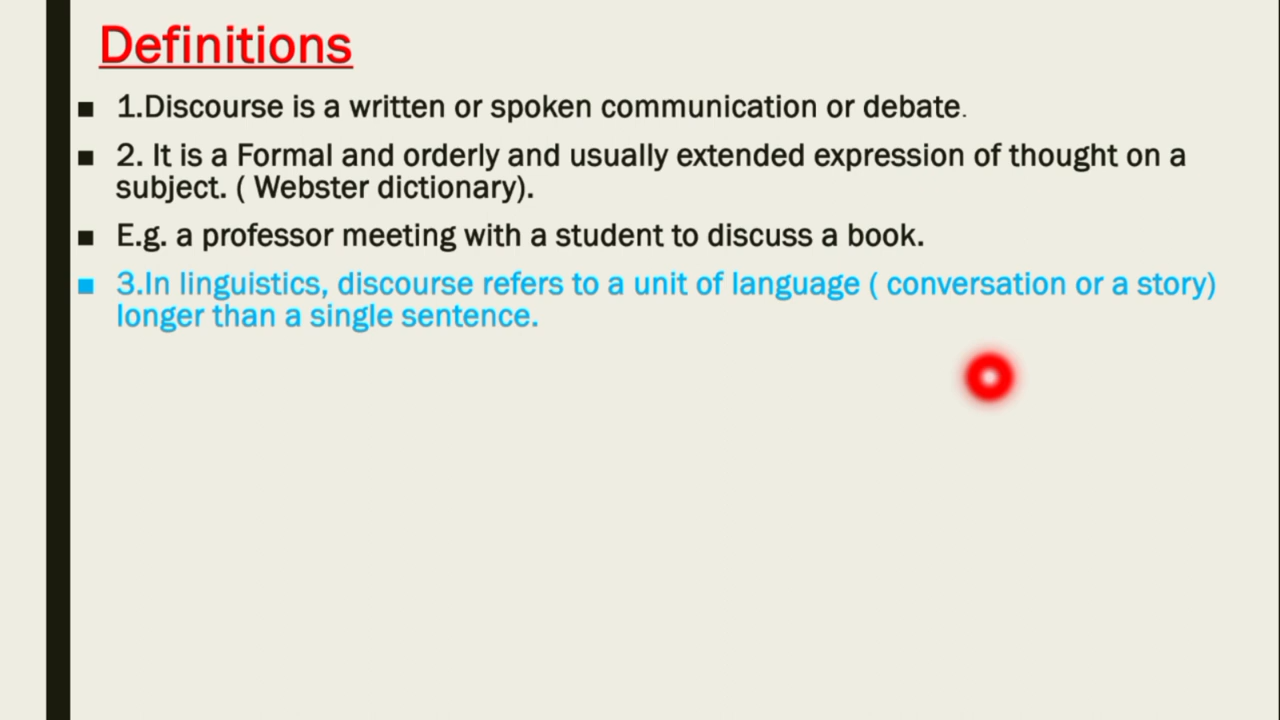 Definitions
■ 1.Discourse is a written or spoken communication or debate.
■ 2. It is a Formal and orderly and usually extended expression of thought on a
subject. ( Webster dictionary).
■ E.g. a professor meeting with a student to discuss a book.
■ 3.In linguistics, discourse refers to a unit of language ( conversation or a story)
longer than a single sentence.